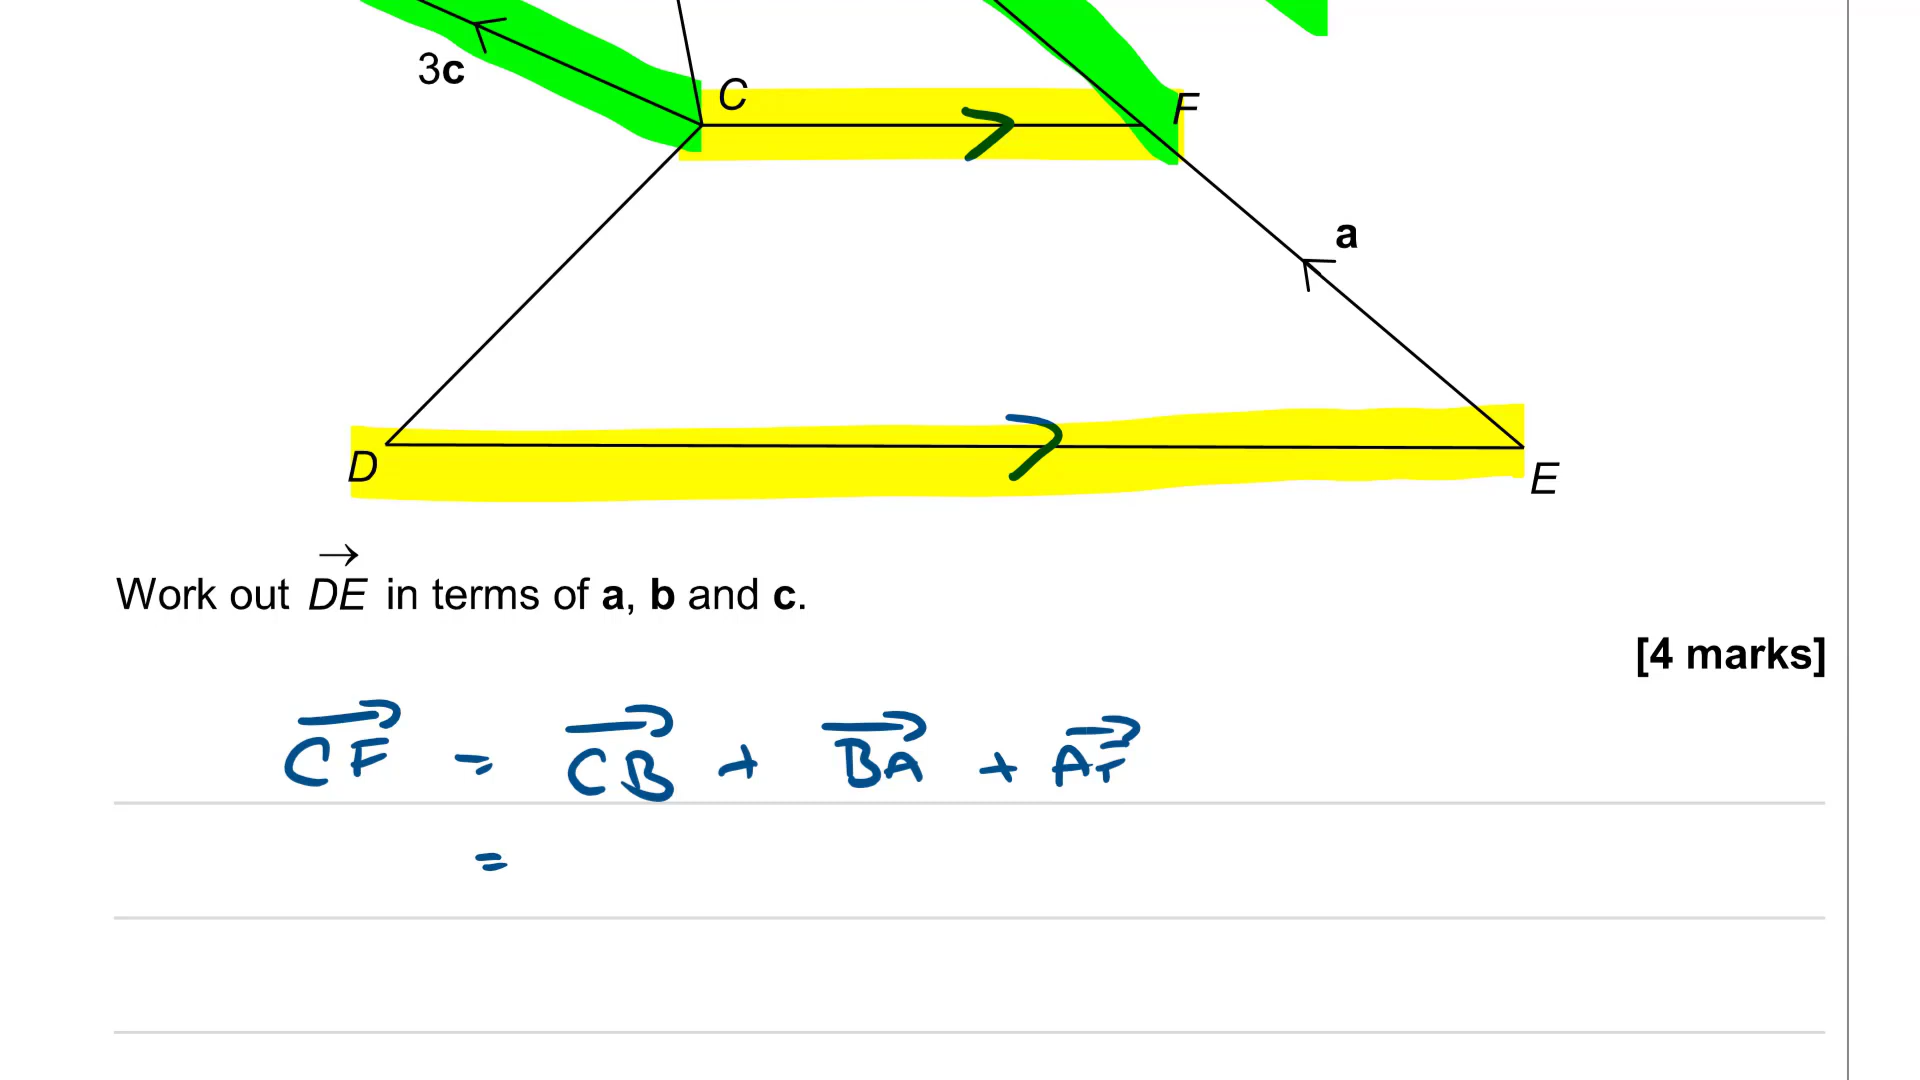 3c
C
F
a
D
E
Work out DE in terms of a, b and c.
[4 marks]
CF = CB + BA + AF
=